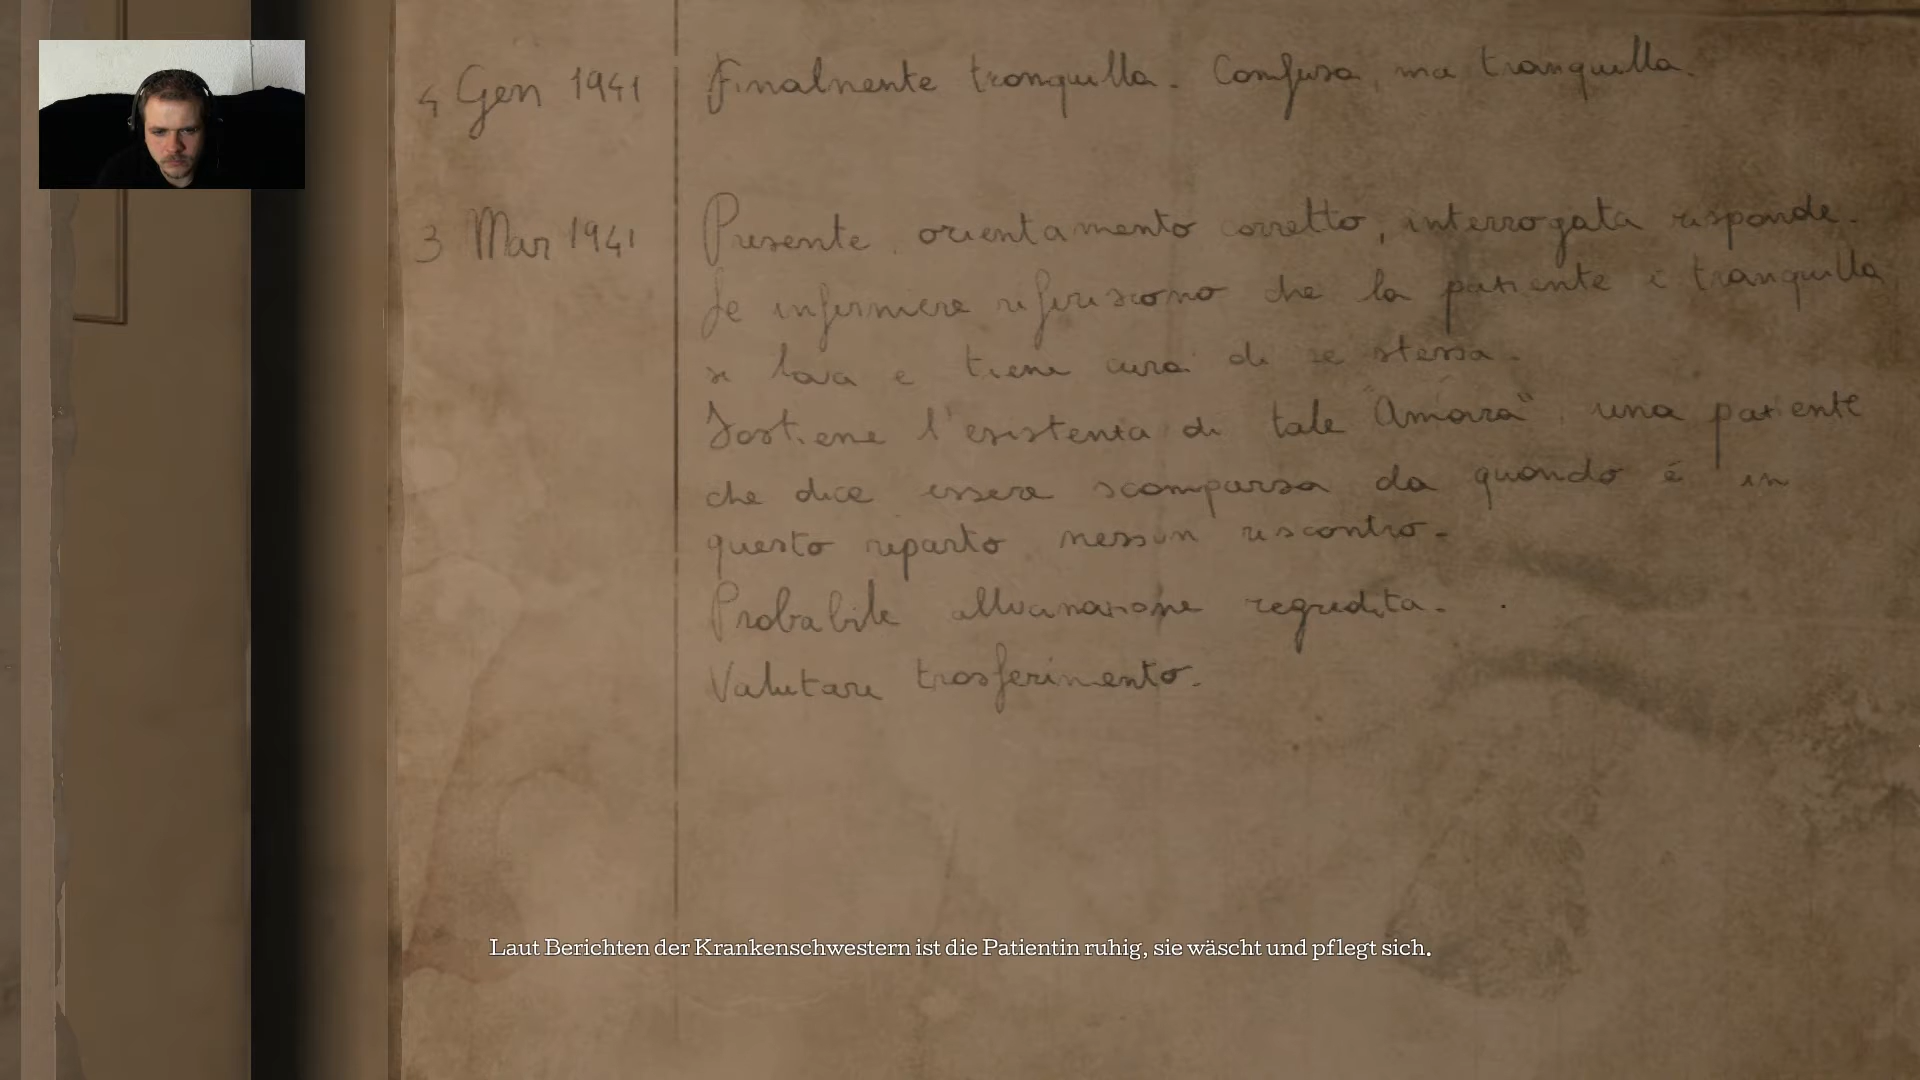 4 Gen 1941 Finalmente tranquilla. Confusa, ma tranquilla.
3 Mar 1941 Presente, orientamento corretto, interrogata risponde.
Le infermiere riferiscono che la paziente è tranquilla,
si lava e tiene cura di se stessa.
Sostiene l'esistenza di tale "Amara", una paziente
che dice essere scomparsa da quando é in
questo reparto nessun riscontro.
Probabile allucinazione regredita.
Valutare trasferimento.
Laut Berichten der Krankenschwestern ist die Patientin ruhig, sie wäscht und pflegt sich.